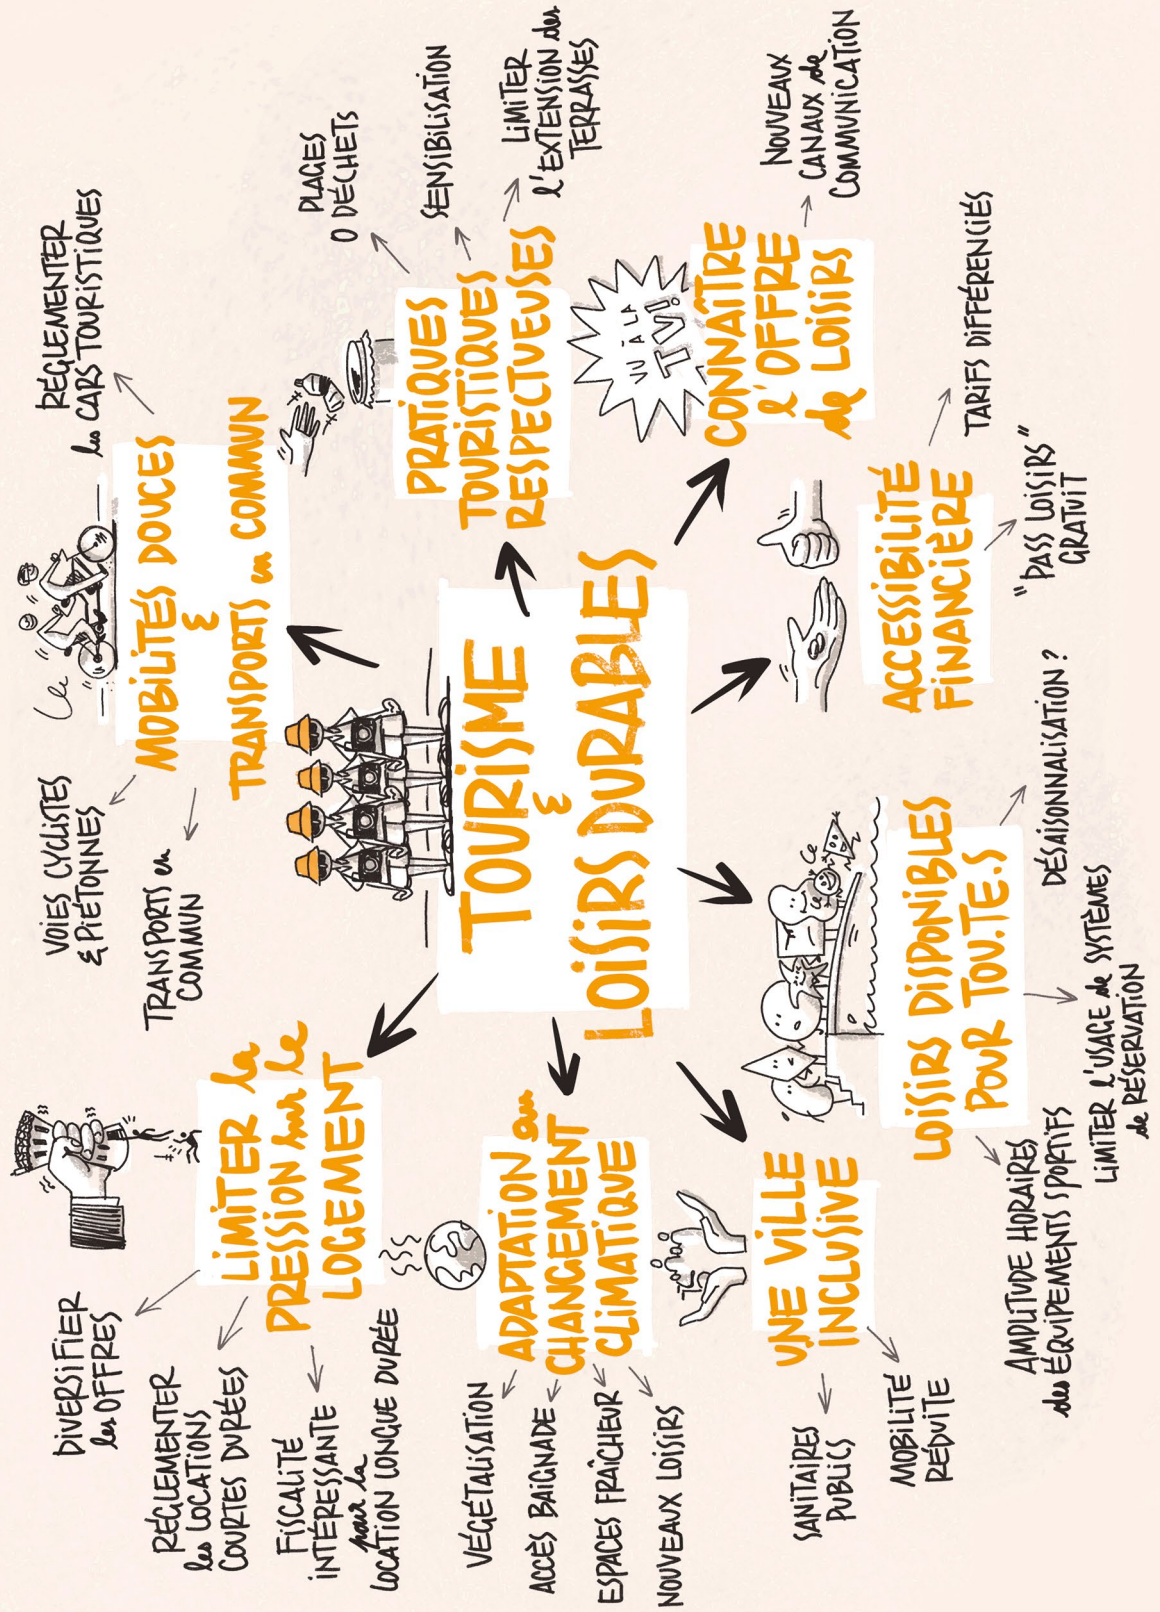 TOURISME
&
LOISIRS DURABLES
LIMITER la
PRESSION sur le
LOGEMENT
DIVERSIFIER
les OFFRES
RÉGLEMENTER
les LOCATIONS
COURTES DURÉES
FISCALITÉ
INTÉRESSANTE
pour la
LOCATION LONGUE DURÉE
MOBILITÉS DOUCES
&
TRANSPORTS en COMMUN
VOIES CYCLISTES
& PIÉTONNES
TRANSPORTS en
COMMUN
RÉGLEMENTER
les CARS TOURISTIQUES
PRATIQUES
TOURISTIQUES
RESPECTUEUSES
PLAGES
0 DÉCHETS
SENSIBILISATION
LIMITER
l'EXTENSION des
TERRASSES
VU À LA
TV!
CONNAÎTRE
l'OFFRE
de LOISIRS
NOUVEAUX
CANAUX de
COMMUNICATION
ACCESSIBILITÉ
FINANCIÈRE
TARIFS DIFFÉRENCIÉS
"PASS LOISIRS"
GRATUIT
LOISIRS DISPONIBLES
POUR TOU.TE.S
DÉSAISONNALISATION ?
LIMITER l'USAGE de SYSTÈMES
de RÉSERVATION
AMPLITUDE HORAIRES
des ÉQUIPEMENTS SPORTIFS
UNE VILLE
INCLUSIVE
SANITAIRES
PUBLICS
MOBILITÉ
RÉDUITE
ADAPTATION au
CHANGEMENT
CLIMATIQUE
VÉGÉTALISATION
ACCÈS BAIGNADE
ESPACES FRAÎCHEUR
NOUVEAUX LOISIRS